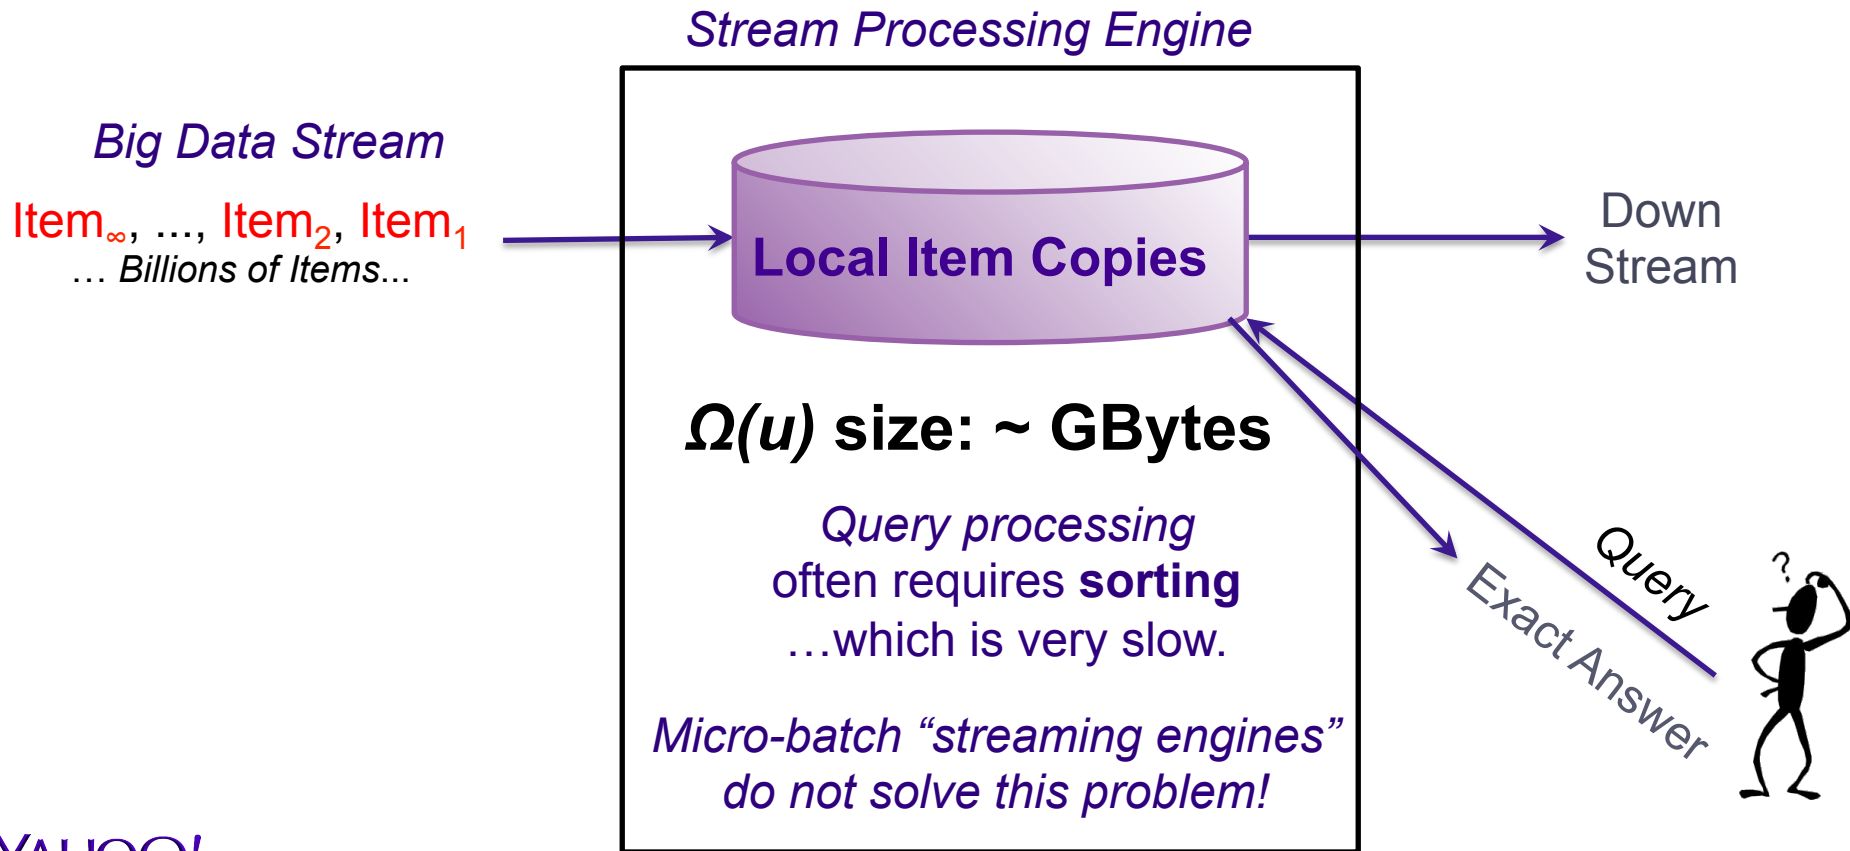 Stream Processing Engine
Big Data Stream
Item∞, ..., Item2, Item1
… Billions of Items...
Local Item Copies
Down
Stream
Ω(u) size: ~ GBytes
Query processing
often requires sorting
…which is very slow.
Micro-batch “streaming engines”
do not solve this problem!
Query
?
Exact Answer
YAHOO!